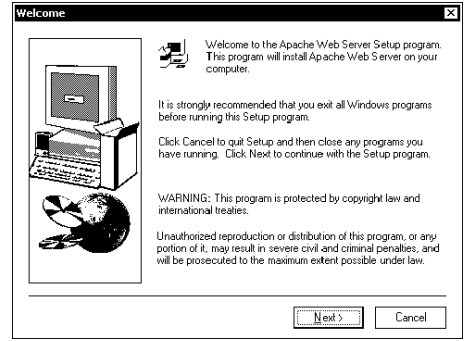 Welcome
Welcome to the Apache Web Server Setup program.
This program will install Apache Web Server on your
computer.
It is strongly recommended that you exit all Windows programs
before running this Setup program.
Click Cancel to quit Setup and then close any programs you
have running. Click Next to continue with the Setup program.
WARNING: This program is protected by copyright law and
international treaties.
Unauthorized reproduction or distribution of this program, or any
portion of it, may result in severe civil and criminal penalties, and
will be prosecuted to the maximum extent possible under law.
Next > Cancel